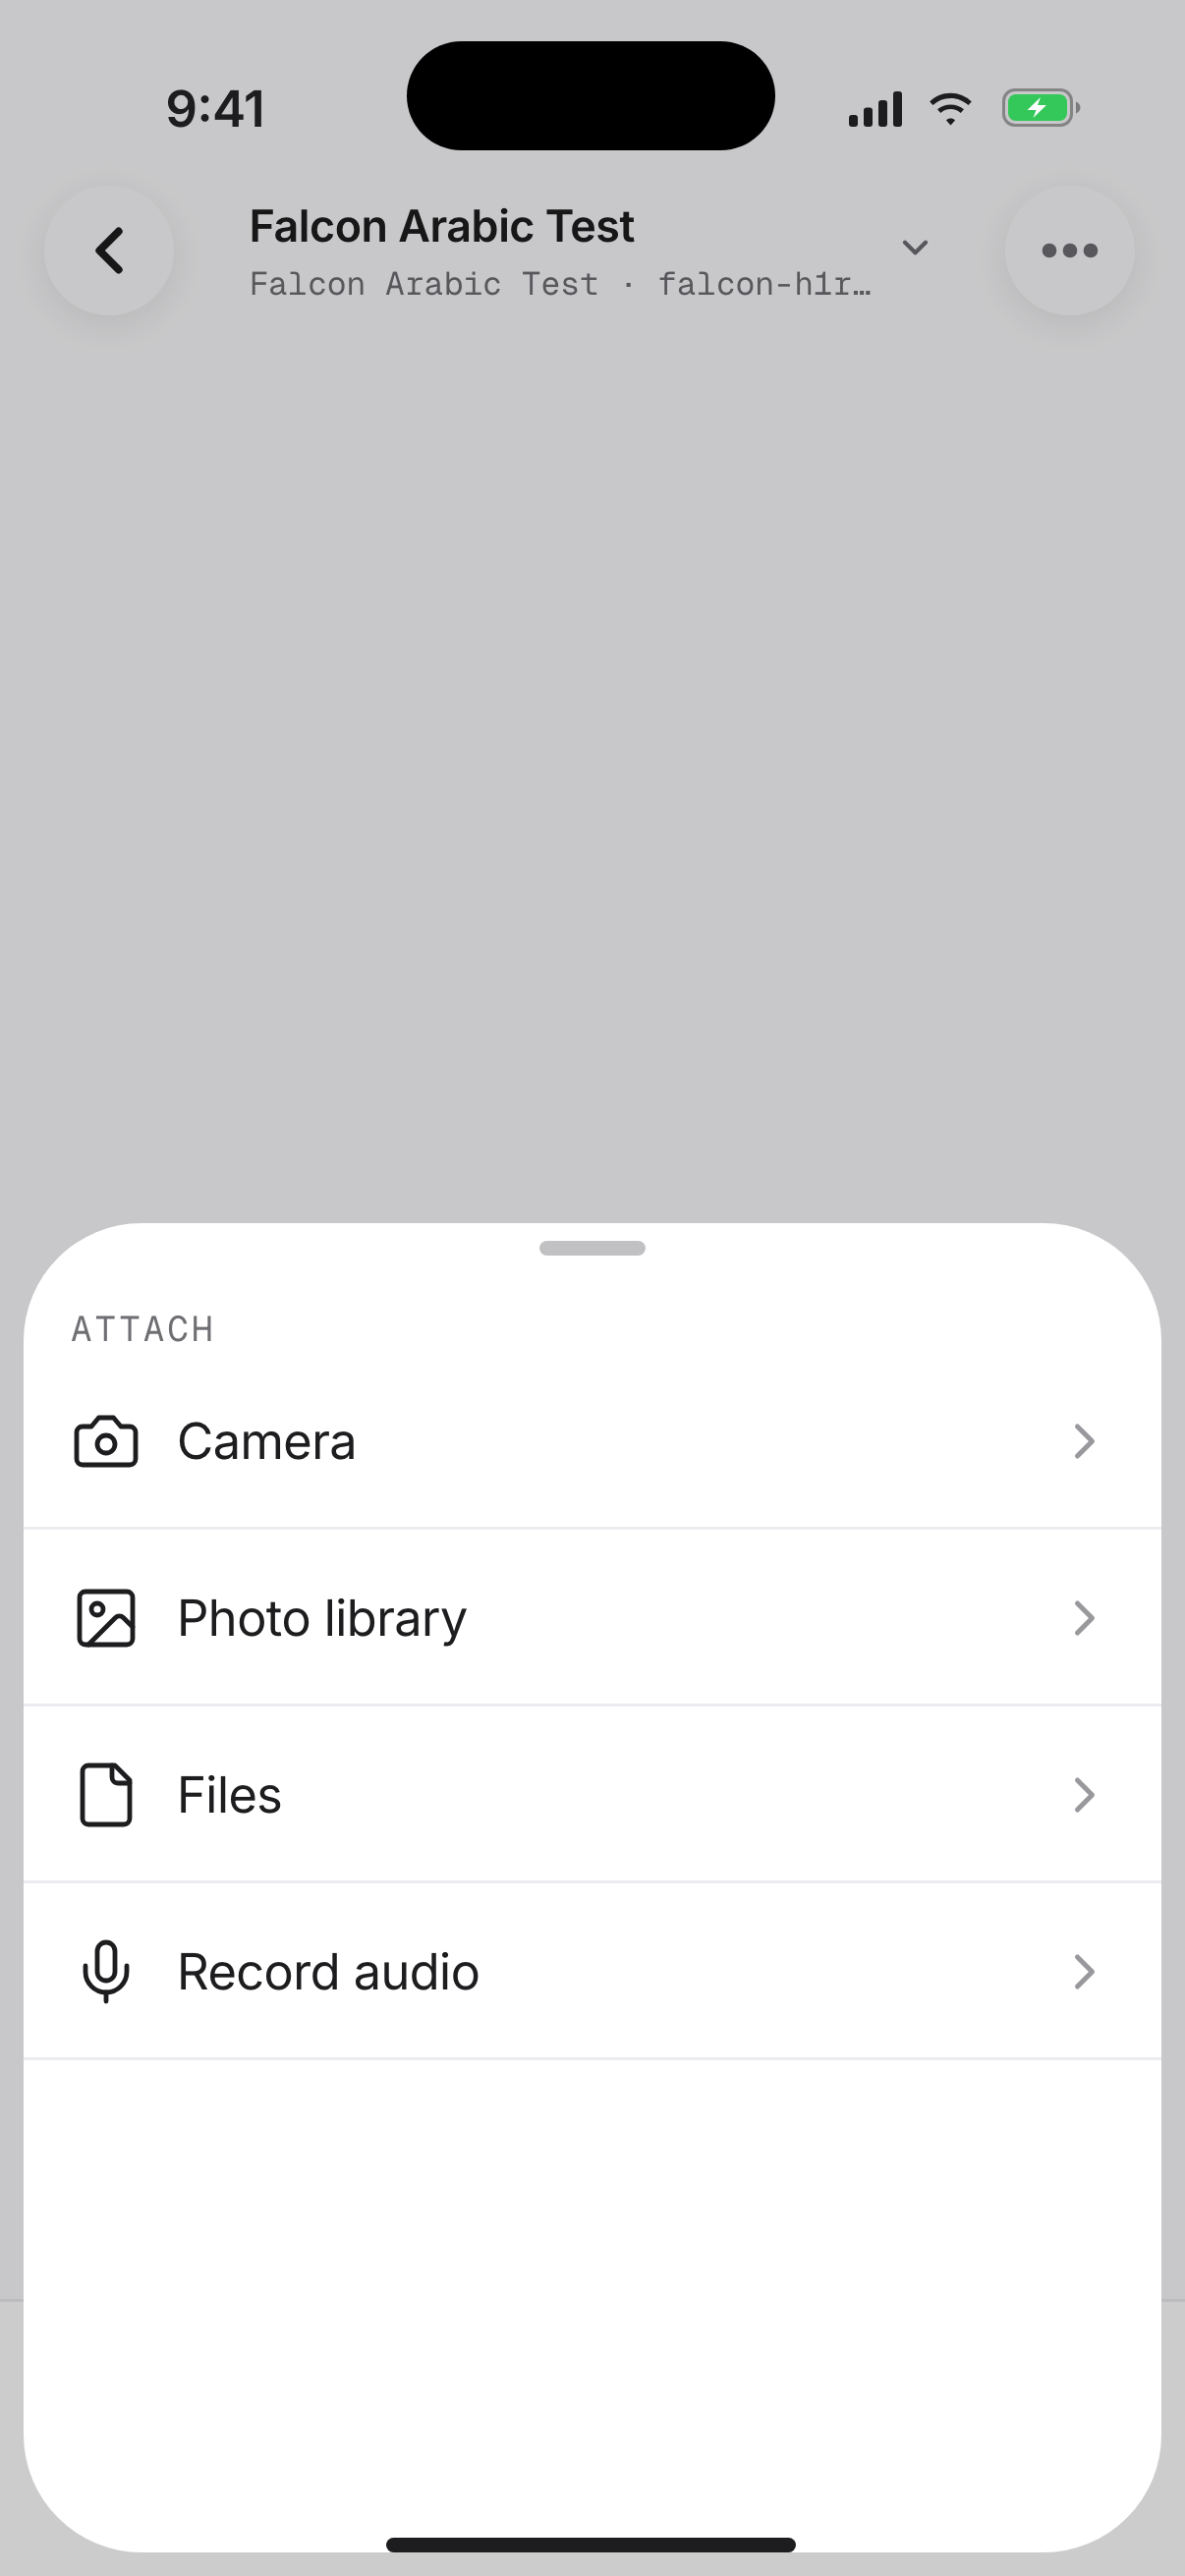 9:41
Falcon Arabic Test
Falcon Arabic Test · falcon-h1r…
ATTACH
Camera
Photo library
Files
Record audio